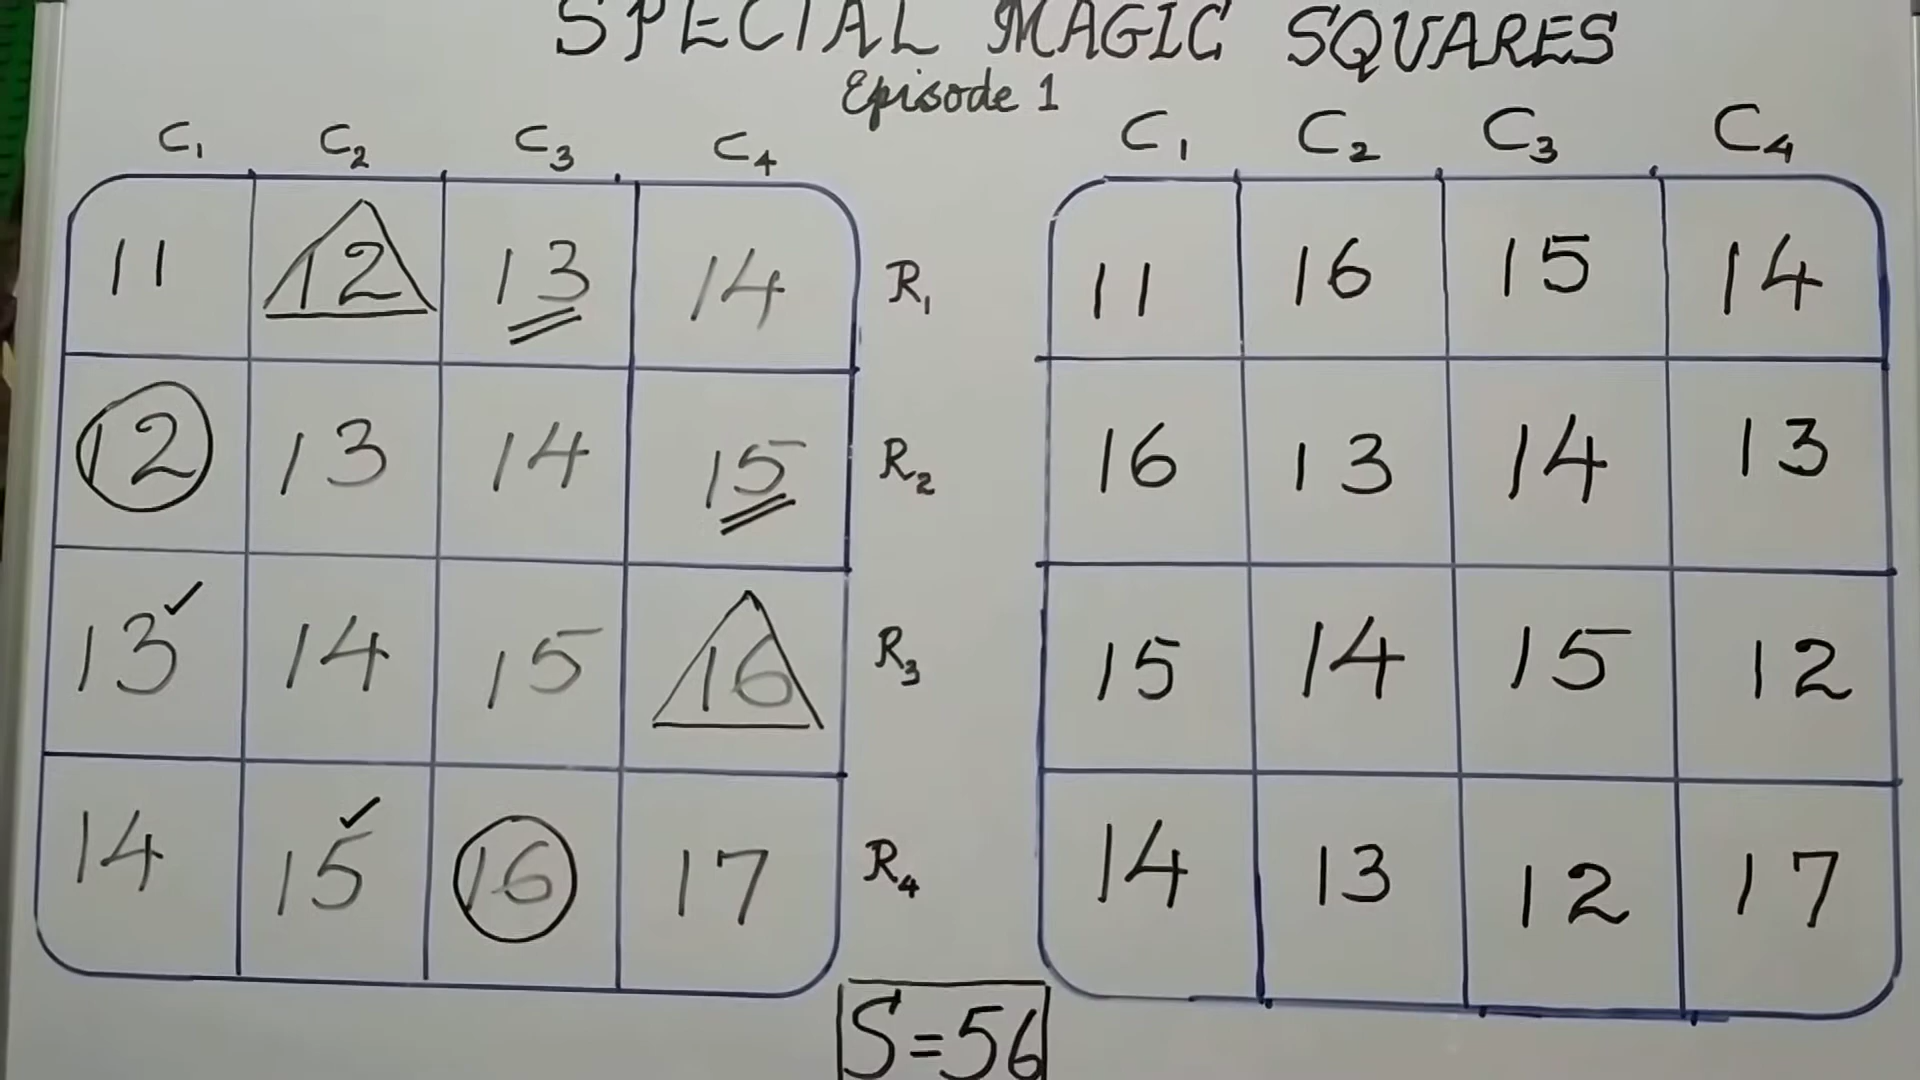 SPECIAL MAGIC SQUARES
Episode 1
C₁ C₂ C₃ C₄
11 12 13 14 R₁
12 13 14 15 R₂
13✓ 14 15 16 R₃
14 15✓ 16 17 R₄
C₁ C₂ C₃ C₄
11 16 15 14
16 13 14 13
15 14 15 12
14 13 12 17
S=56